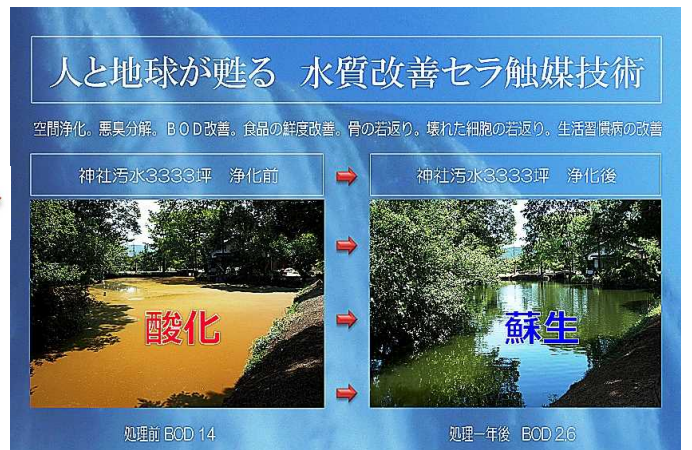 人と地球が甦る 水質改善セラ触媒技術
空間浄化。悪臭分解。BOD改善。食品の鮮度改善。骨の若返り。壊れた細胞の若返り。生活習慣病の改善
神社汚水3333坪 浄化前
神社汚水3333坪 浄化後
酸化
蘇生
処理前 BOD 14
処理一年後 BOD 2.6